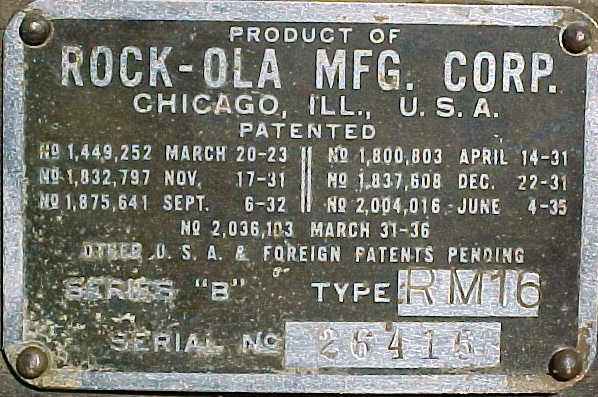 PRODUCT OF
ROCK-OLA MFG. CORP.
CHICAGO, ILL., U.S.A.
PATENTED
Nº 1,449,252 MARCH 20-23 Nº 1,800,803 APRIL 14-31
Nº 1,832,797 NOV. 17-31 Nº 1,837,608 DEC. 22-31
Nº 1,875,641 SEPT. 6-32 Nº 2,004,016 JUNE 4-35
Nº 2,036,103 MARCH 31-36
OTHER U.S.A. & FOREIGN PATENTS PENDING
SERIES "B" TYPE RM16
SERIAL Nº 26415